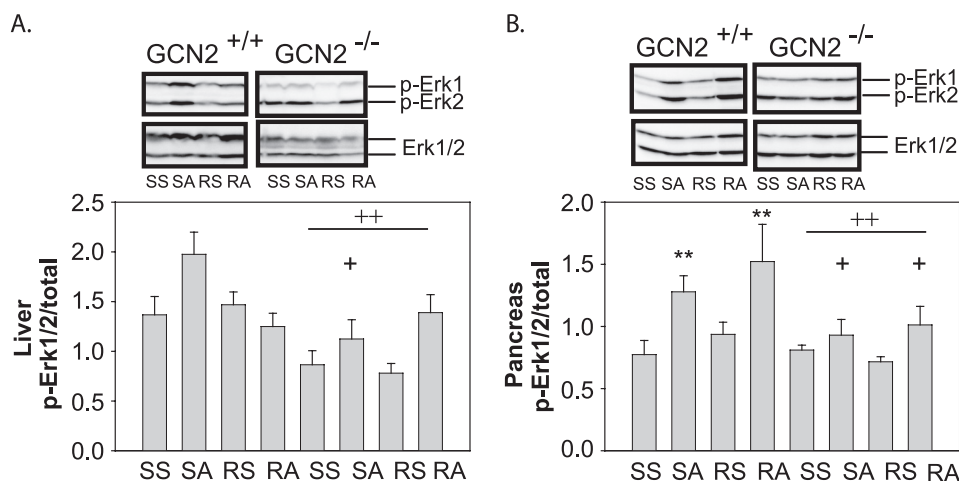 A.
GCN2 +/+ GCN2 -/-
p-Erk1
p-Erk2
Erk1/2
SS SA RS RA SS SA RS RA
Liver
p-Erk1/2/total
2.5
2.0
1.5
1.0
0.5
0.0
++
+
SS SA RS RA SS SA RS RA
B.
GCN2 +/+ GCN2 -/-
p-Erk1
p-Erk2
Erk1/2
SS SA RS RA SS SA RS RA
Pancreas
p-Erk1/2/total
2.0
1.5
1.0
0.5
0.0
** ** ++
+ +
SS SA RS RA SS SA RS RA